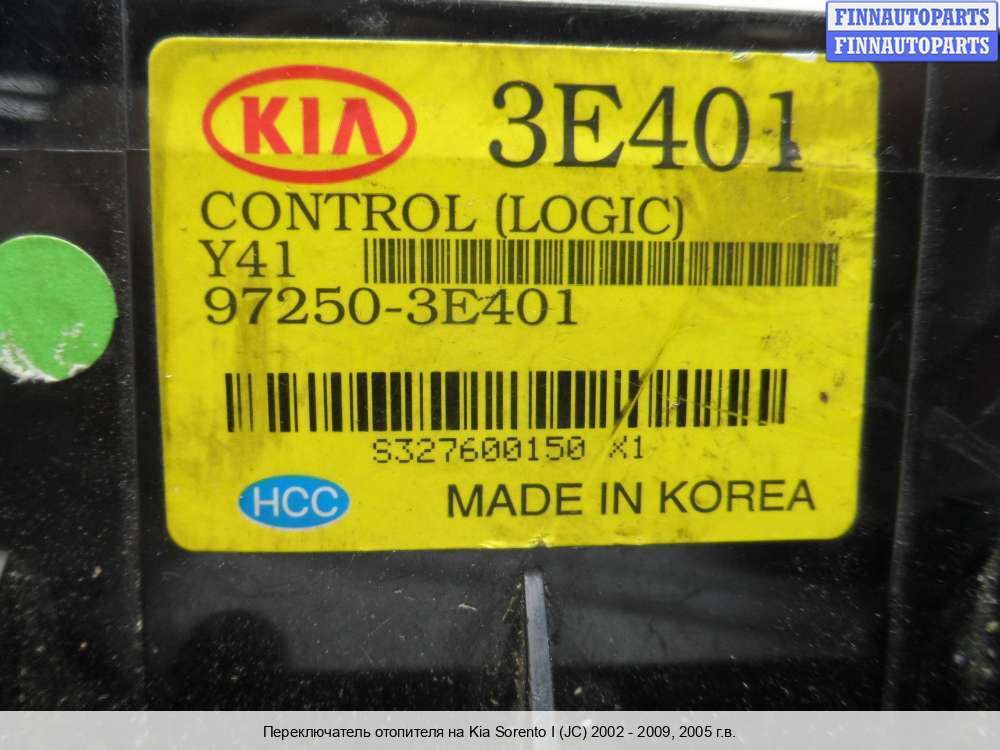 FINNAUTOPARTS
FINNAUTOPARTS
KIA 3E401
CONTROL (LOGIC)
Y41
97250-3E401
S327600150 X1
HCC MADE IN KOREA
Переключатель отопителя на Kia Sorento I (JC) 2002 - 2009, 2005 г.в.